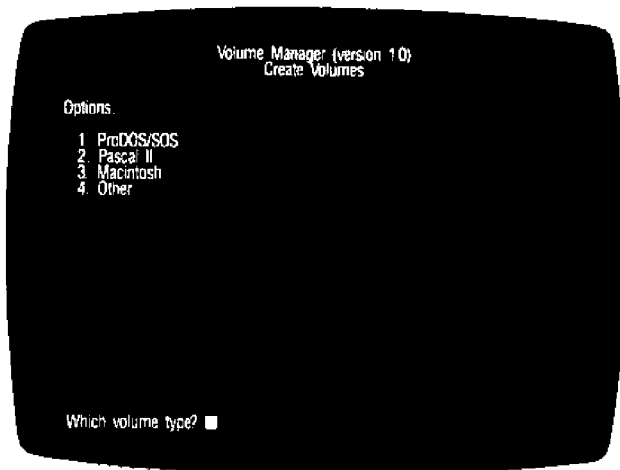 Volume Manager (version 1.0)
Create Volumes
Options.
1 ProDOS/SOS
2. Pascal II
3. Macintosh
4. Other
Which volume type?